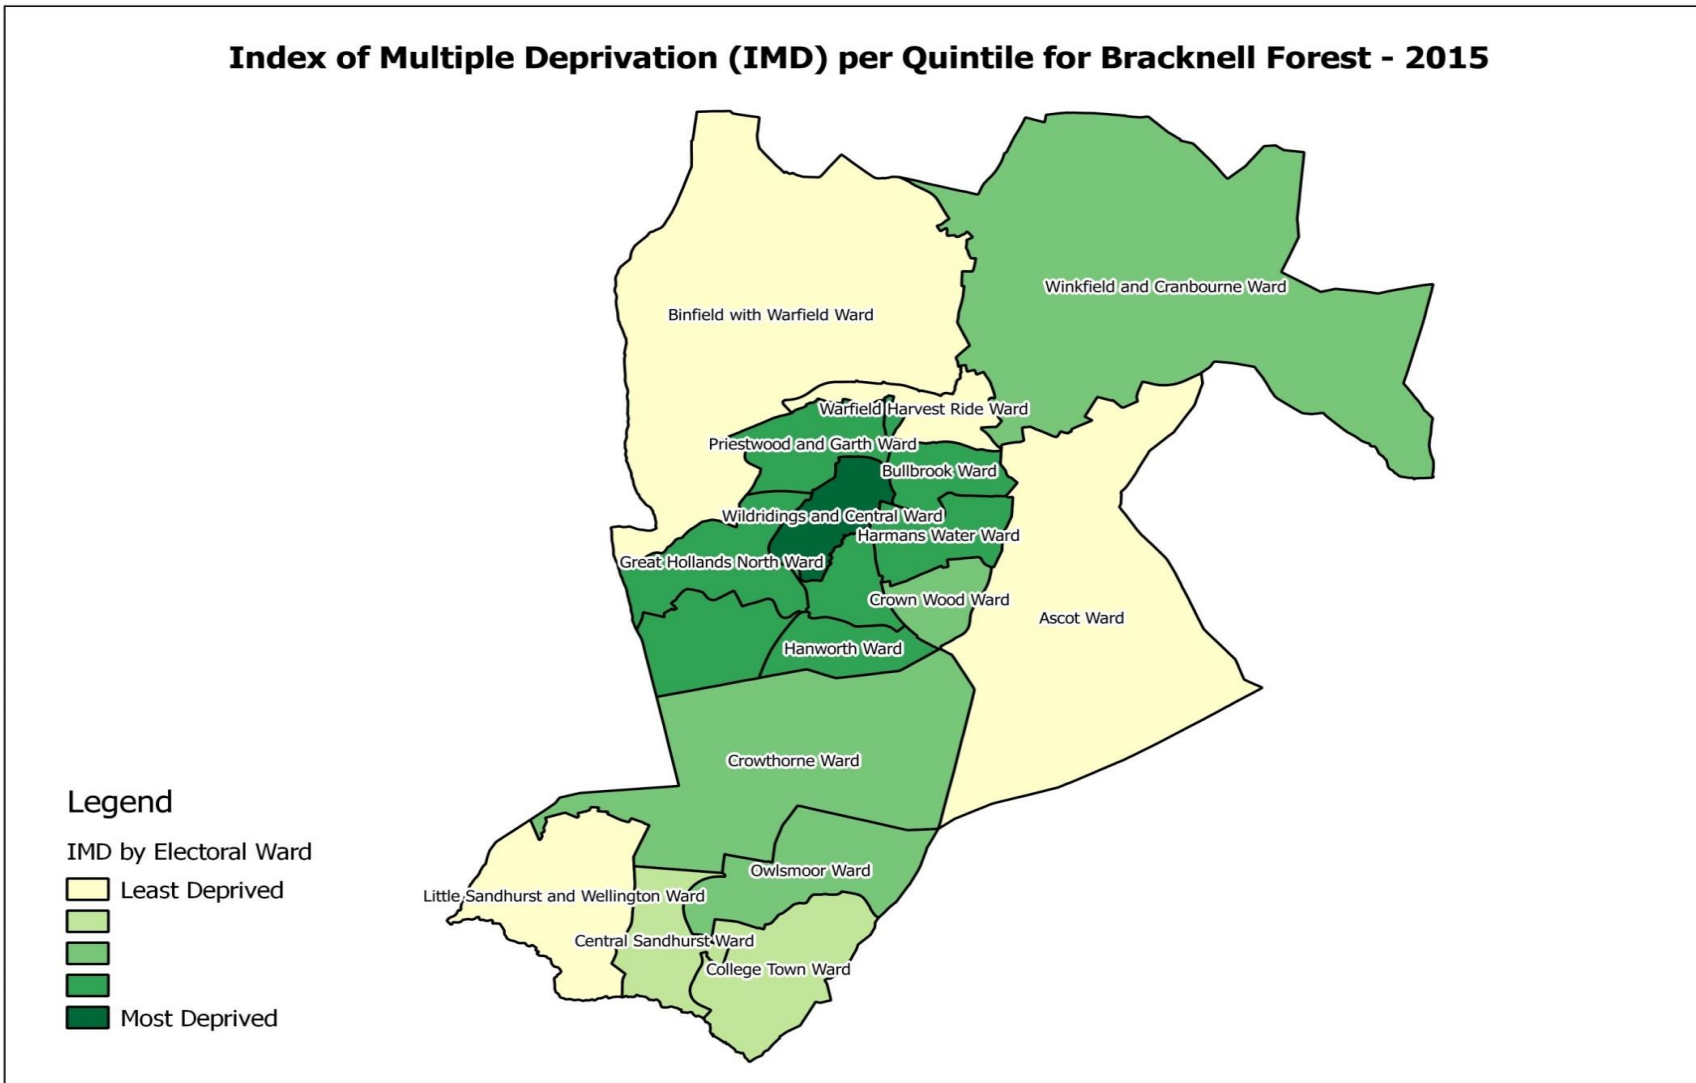 Index of Multiple Deprivation (IMD) per Quintile for Bracknell Forest - 2015
Winkfield and Cranbourne Ward
Binfield with Warfield Ward
Warfield Harvest Ride Ward
Priestwood and Garth Ward
Bullbrook Ward
Wildridings and Central Ward
Harmans Water Ward
Great Hollands North Ward
Crown Wood Ward
Ascot Ward
Hanworth Ward
Crowthorne Ward
Owlsmoor Ward
Little Sandhurst and Wellington Ward
Central Sandhurst Ward
College Town Ward
Legend
IMD by Electoral Ward
Least Deprived
Most Deprived